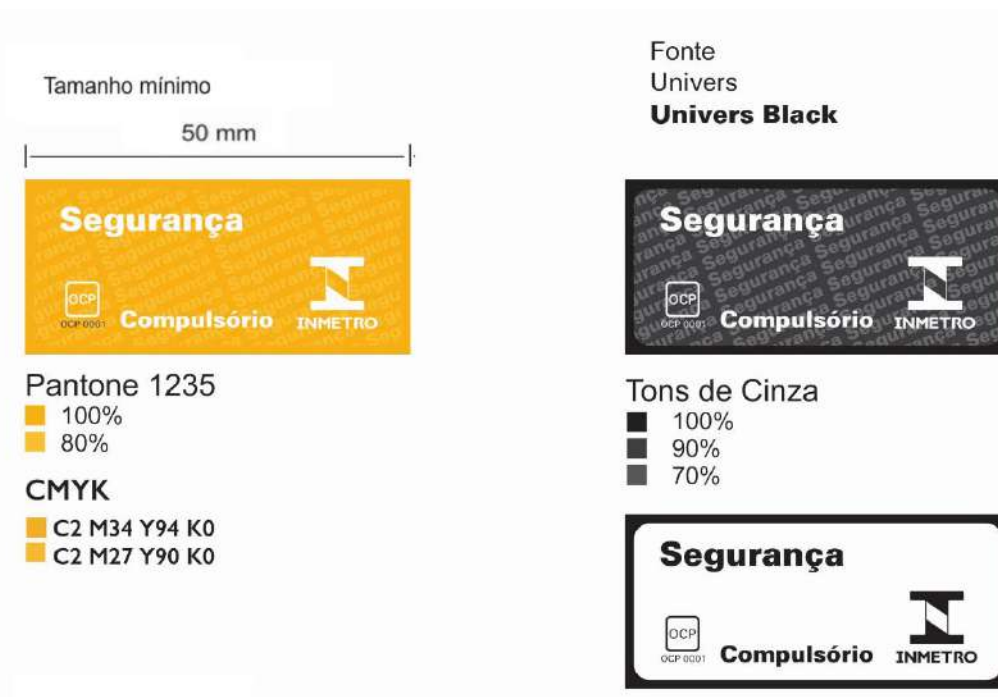 Tamanho mínimo
50 mm
Segurança
OCP
OCP 0001
Compulsório
INMETRO
Pantone 1235
100%
80%
CMYK
C2 M34 Y94 K0
C2 M27 Y90 K0
Fonte
Univers
Univers Black
Segurança
OCP
OCP 0001
Compulsório
INMETRO
Tons de Cinza
100%
90%
70%
Segurança
OCP
OCP 0001
Compulsório
INMETRO